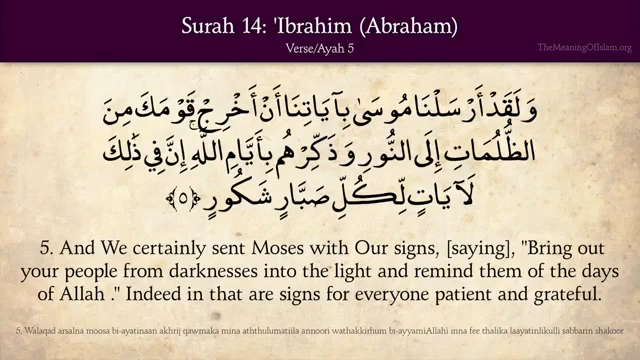 Surah 14: 'Ibrahim (Abraham)
Verse/Ayah 5
TheMeaningOfIslam.org
وَلَقَدْ أَرْسَلْنَا مُوسَىٰ بِآيَاتِنَا أَنْ أَخْرِجْ قَوْمَكَ مِنَ
الظُّلُمَاتِ إِلَى النُّورِ وَذَكِّرْهُم بِأَيَّامِ اللَّهِ ۚ إِنَّ فِي ذَٰلِكَ
لَآيَاتٍ لِّكُلِّ صَبَّارٍ شَكُورٍ ﴿٥﴾
5. And We certainly sent Moses with Our signs, [saying], "Bring out
your people from darknesses into the light and remind them of the days
of Allah ." Indeed in that are signs for everyone patient and grateful.
5. Walaqad arsalna moosa bi-ayatinaan akhrij qawmaka mina aththulumatiila annoori wathakkirhum bi-ayyamiAllahi inna fee thalika laayatinlikulli sabbarin shakoor